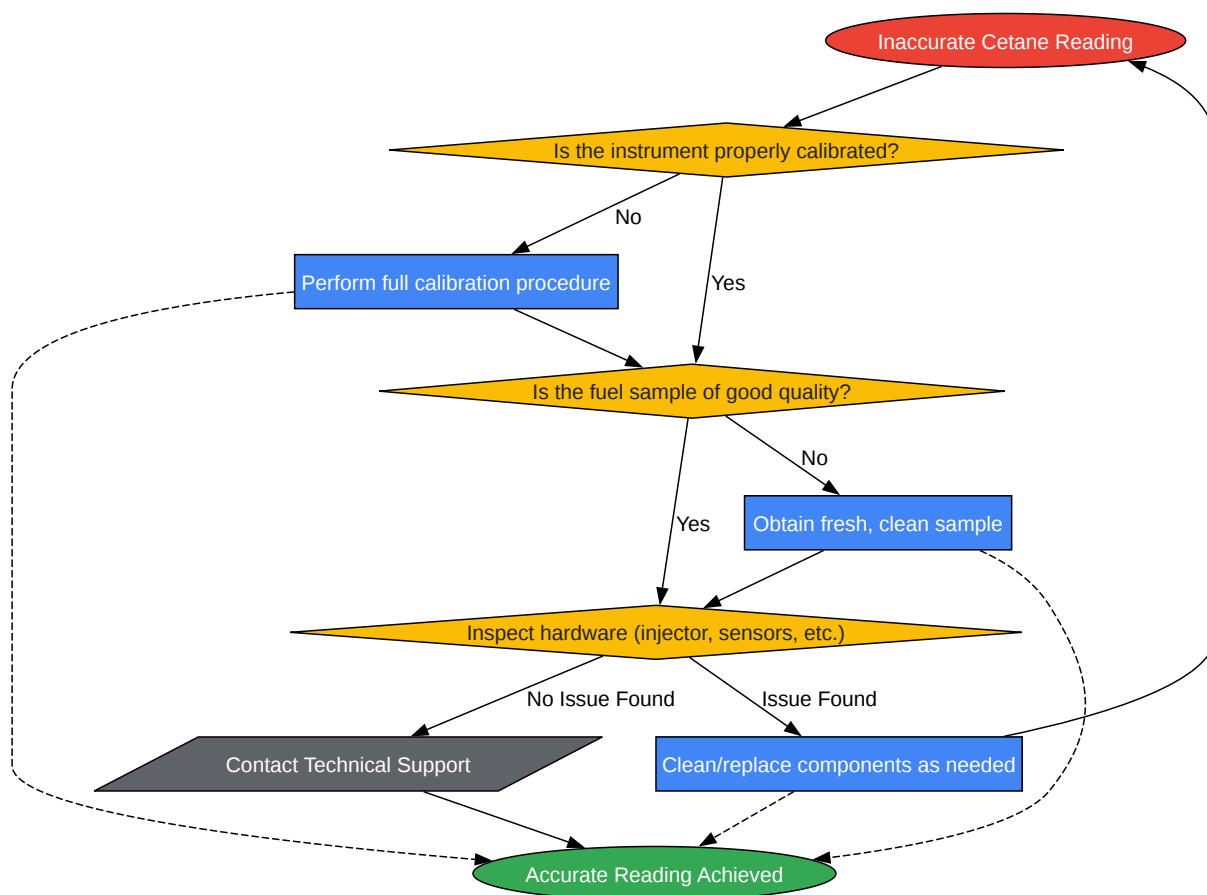 Inaccurate Cetane Reading
Is the instrument properly calibrated?
No
Perform full calibration procedure
Yes
Is the fuel sample of good quality?
No
Yes
Obtain fresh, clean sample
Inspect hardware (injector, sensors, etc.)
No Issue Found
Issue Found
Contact Technical Support
Clean/replace components as needed
Accurate Reading Achieved